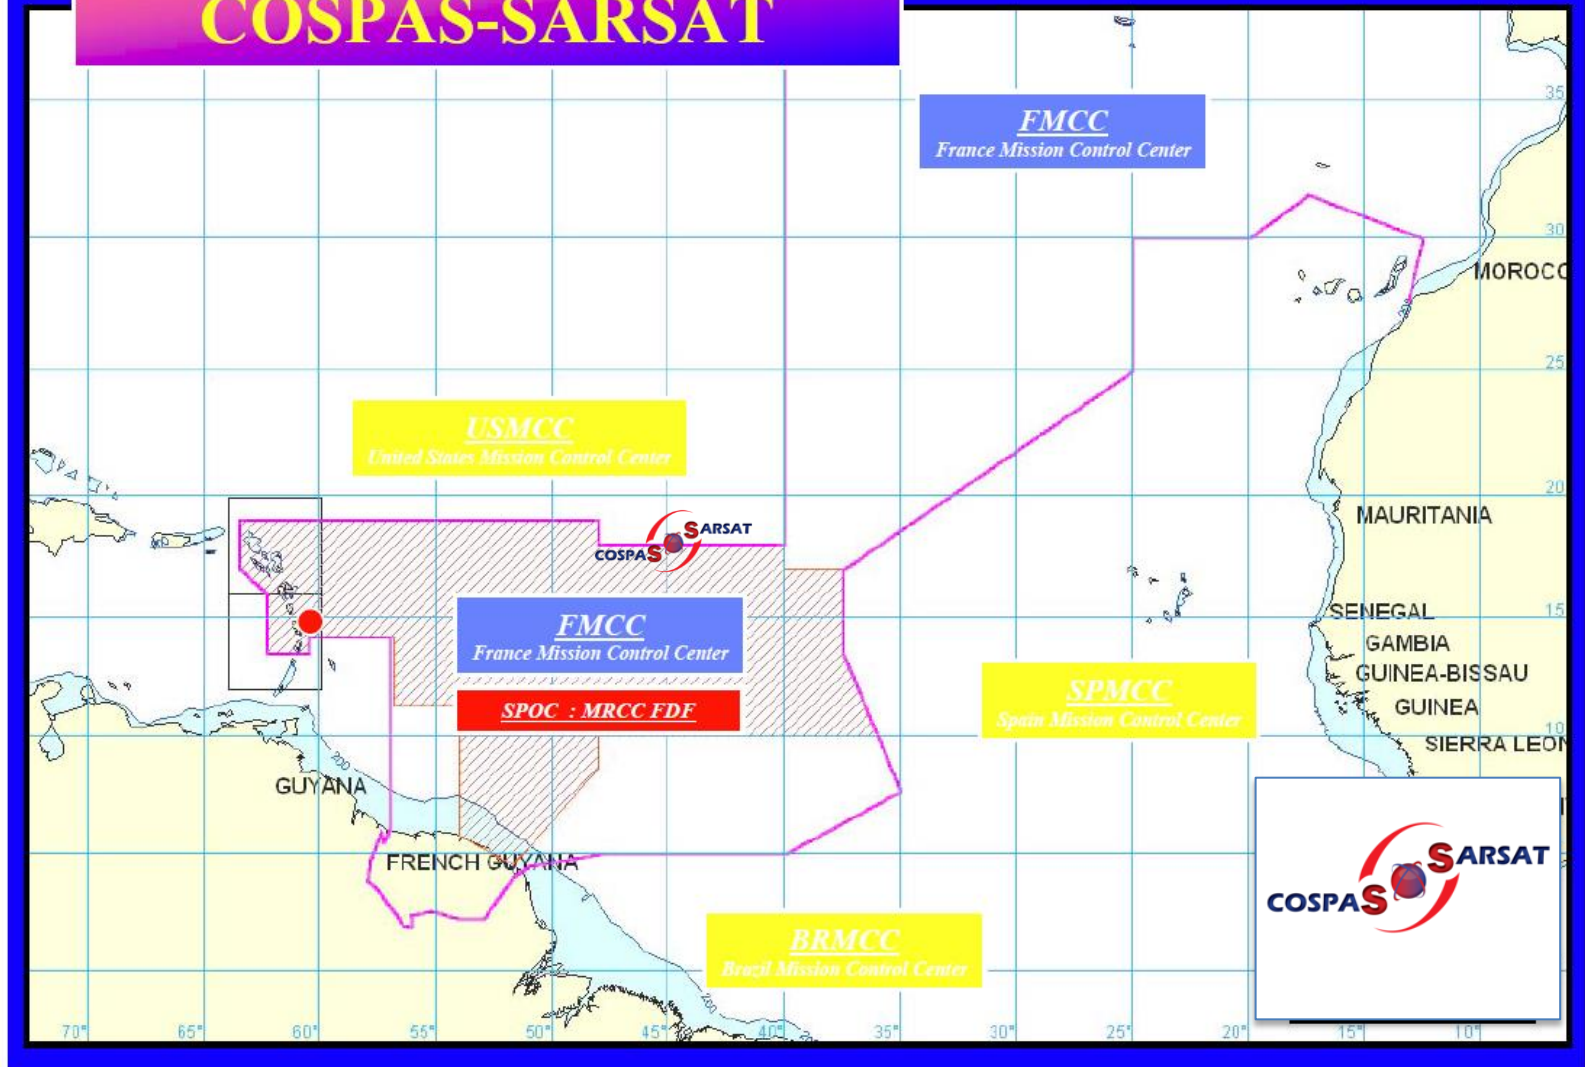 COSPAS-SARSAT
FMCC
France Mission Control Center
35
30
MOROCC
25
USMCC
United States Mission Control Center
20
SARSAT
COSPAS
MAURITANIA
15
SENEGAL
FMCC
France Mission Control Center
GAMBIA
GUINEA-BISSAU
SPMCC
Spain Mission Control Center
SPOC : MRCC FDF
GUINEA
10
SIERRA LEON
200
GUYANA
FRENCH GUYANA
SARSAT
COSPAS
BRMCC
Brazil Mission Control Center
200
70° 65° 60° 55° 50° 45° 40° 35° 30° 25° 20° 15° 10°